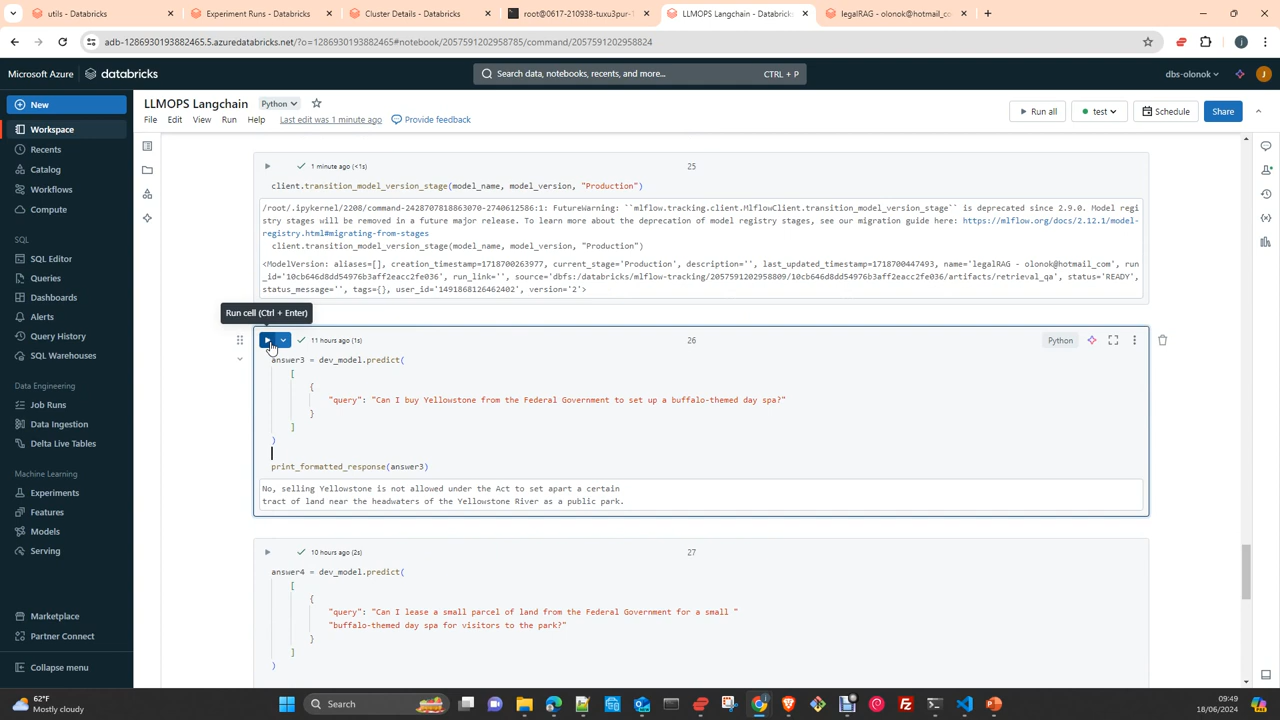 utils - Databricks
Experiment Runs - Databricks
Cluster Details - Databricks
root@0617-210938-tuxu3pur-1
LLMOPS Langchain - Databricks
legalRAG - olonok@hotmail_co
adb-1286930193882465.5.azuredatabricks.net/?o=1286930193882465#notebook/2057591202958785/command/2057591202958824
Microsoft Azure
databricks
Search data, notebooks, recents, and more...
CTRL + P
dbs-olonok
J
New
Workspace
Recents
Catalog
Workflows
Compute
SQL
SQL Editor
Queries
Dashboards
Alerts
Query History
SQL Warehouses
Data Engineering
Job Runs
Data Ingestion
Delta Live Tables
Machine Learning
Experiments
Features
Models
Serving
Marketplace
Partner Connect
Collapse menu
LLMOPS Langchain
Python
File Edit View Run Help
Last edit was 1 minute ago
Provide feedback
Run all
test
Schedule
Share
1 minute ago (<1s)
25
client.transition_model_version_stage(model_name, model_version, "Production")
/root/.ipykernel/2208/command-2428707818863070-2740612586:1: FutureWarning: ``mlflow.tracking.client.MlflowClient.transition_model_version_stage`` is deprecated since 2.9.0. Model regi
stry stages will be removed in a future major release. To learn more about the deprecation of model registry stages, see our migration guide here: https://mlflow.org/docs/2.12.1/model-
registry.html#migrating-from-stages
client.transition_model_version_stage(model_name, model_version, "Production")
<ModelVersion: aliases=[], creation_timestamp=1718700263977, current_stage='Production', description='', last_updated_timestamp=1718700447493, name='legalRAG - olonok@hotmail_com', run
_id='10cb646d8dd54976b3aff2eacc2fe036', run_link='', source='dbfs:/databricks/mlflow-tracking/2057591202958809/10cb646d8dd54976b3aff2eacc2fe036/artifacts/retrieval_qa', status='READY',
status_message='', tags={}, user_id='1491868126462402', version='2'>
Run cell (Ctrl + Enter)
11 hours ago (1s)
26
Python
answer3 = dev_model.predict(
[
{
"query": "Can I buy Yellowstone from the Federal Government to set up a buffalo-themed day spa?"
}
]
)
print_formatted_response(answer3)
No, selling Yellowstone is not allowed under the Act to set apart a certain
tract of land near the headwaters of the Yellowstone River as a public park.
10 hours ago (2s)
27
answer4 = dev_model.predict(
[
{
"query": "Can I lease a small parcel of land from the Federal Government for a small "
"buffalo-themed day spa for visitors to the park?"
}
]
)
62°F
Mostly cloudy
Search
09:49
18/06/2024